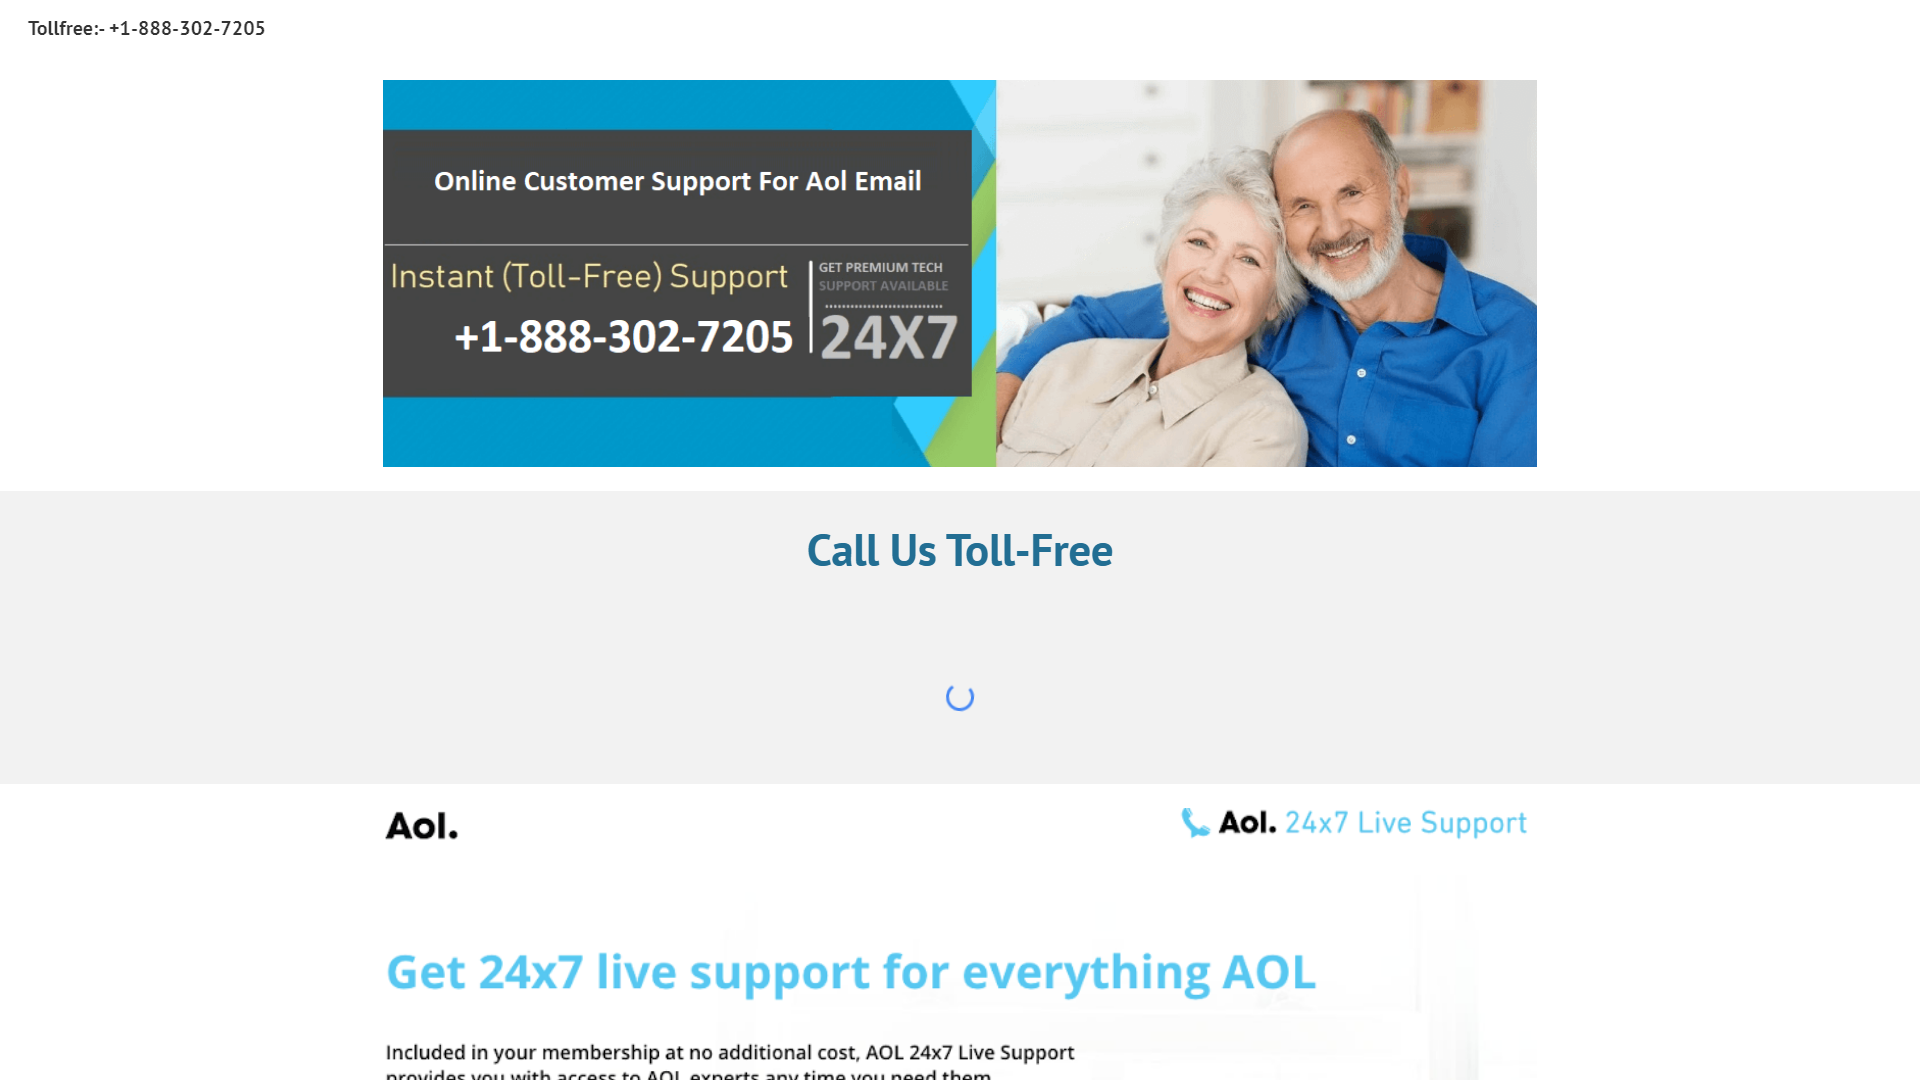 Tollfree:- +1-888-302-7205
Online Customer Support For Aol Email
Instant (Toll-Free) Support
+1-888-302-7205
GET PREMIUM TECH
SUPPORT AVAILABLE
24X7
Call Us Toll-Free
Aol.
Aol. 24x7 Live Support
Get 24x7 live support for everything AOL
Included in your membership at no additional cost, AOL 24x7 Live Support
provides you with access to AOL experts any time you need them